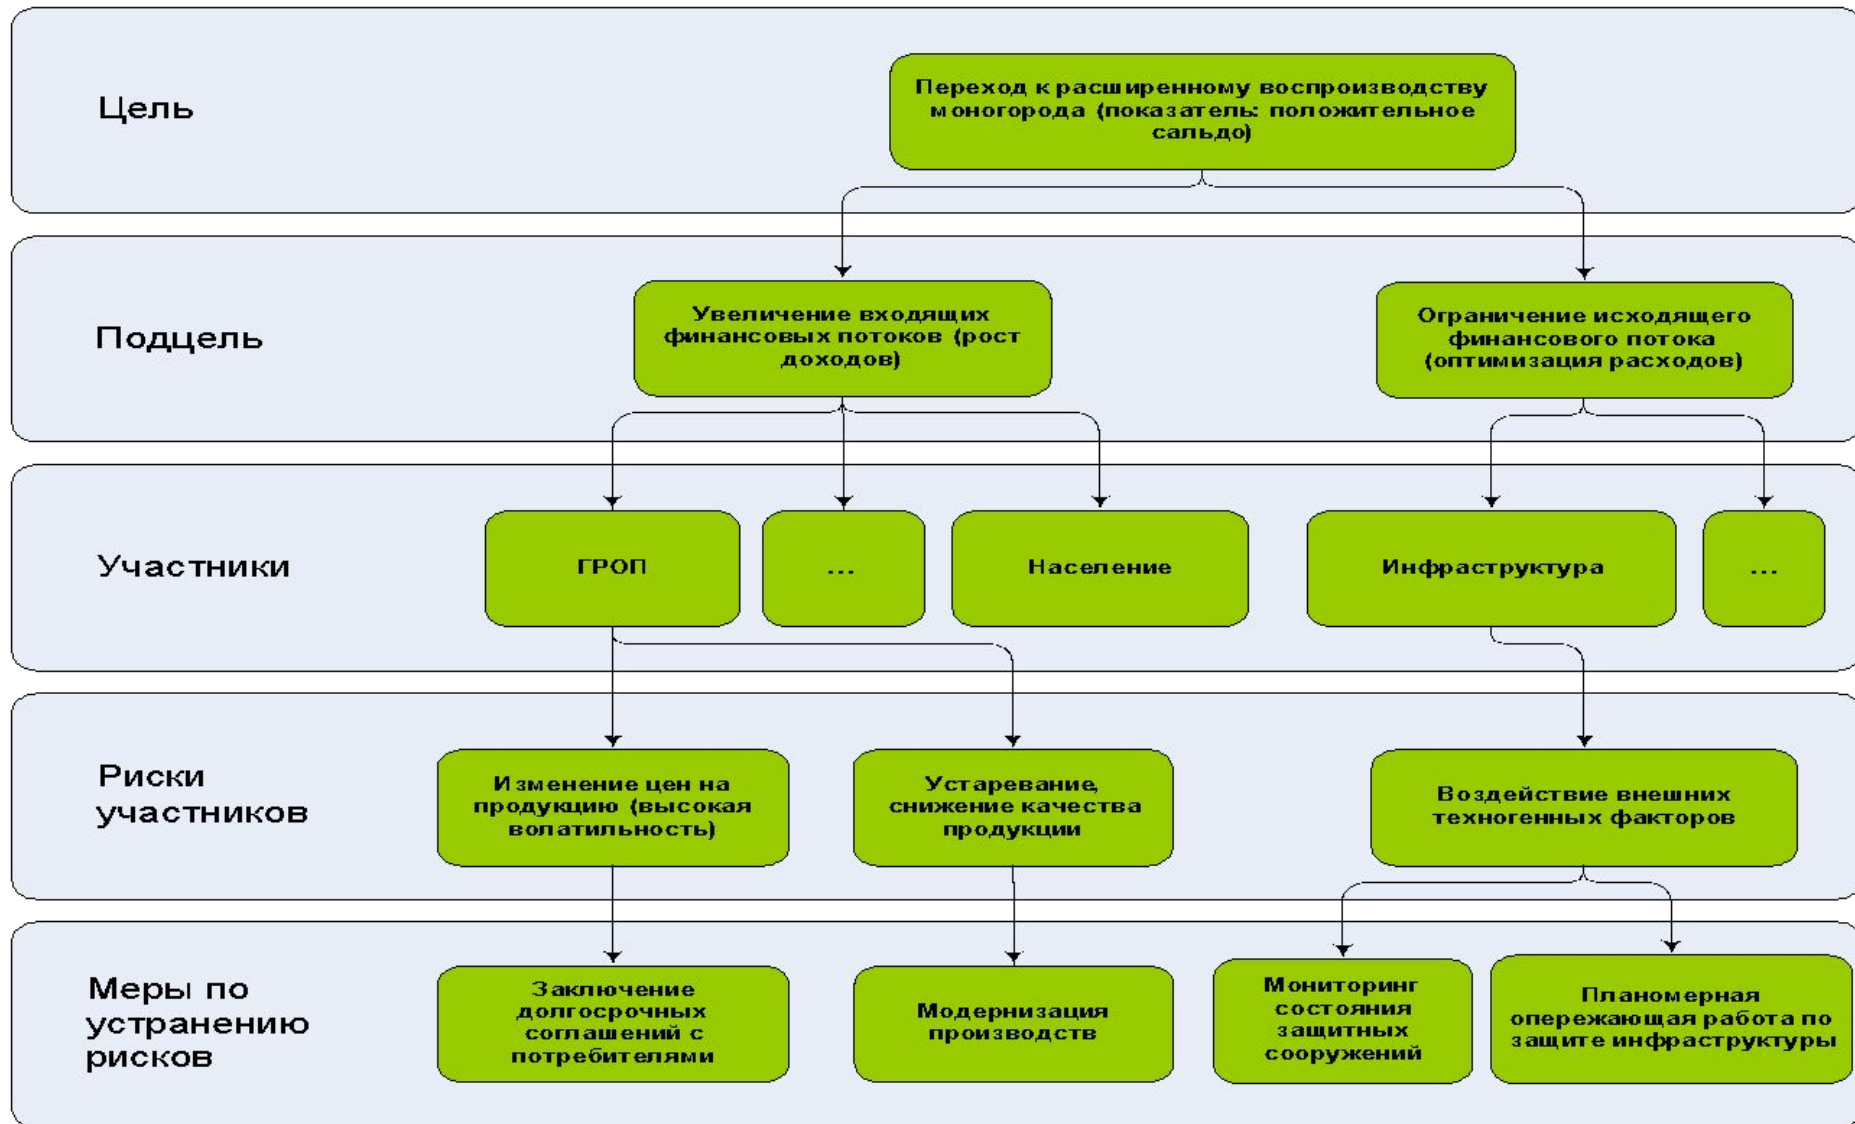 Цель
Переход к расширенному воспроизводству
моногорода (показатель: положительное
сальдо)
Подцель
Увеличение входящих
финансовых потоков (рост
доходов)
Ограничение исходящего
финансового потока
(оптимизация расходов)
Участники
ГРОП
...
Население
Инфраструктура
...
Риски
участников
Изменение цен на
продукцию (высокая
волатильность)
Устаревание,
снижение качества
продукции
Воздействие внешних
техногенных факторов
Меры по
устранению
рисков
Заключение
долгосрочных
соглашений с
потребителями
Модернизация
производств
Мониторинг
состояния
защитных
сооружений
Планомерная
опережающая работа по
защите инфраструктуры